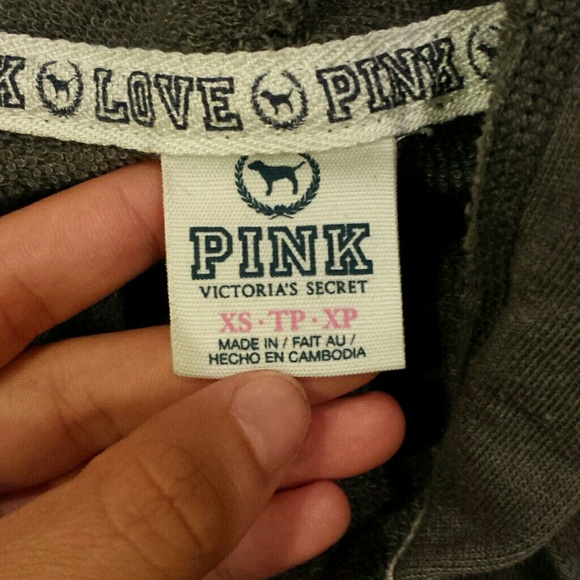 K LOVE PINK
PINK
VICTORIA'S SECRET
XS · TP · XP
MADE IN / FAIT AU /
HECHO EN CAMBODIA